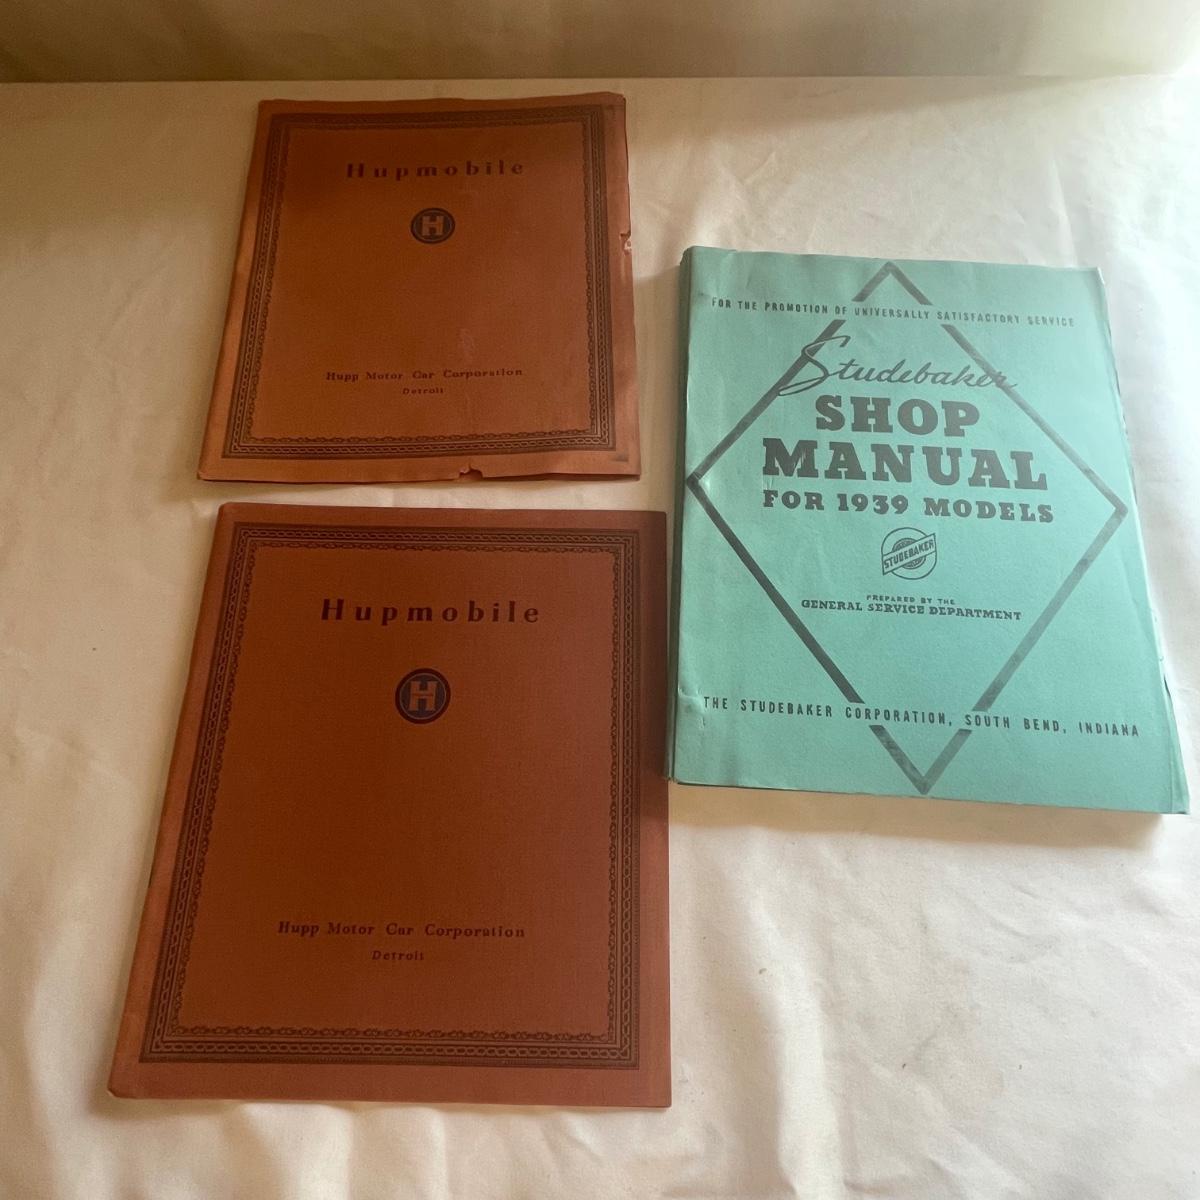 Hupmobile
H
Hupp Motor Car Corporation
Detroit
Hupmobile
H
Hupp Motor Car Corporation
Detroit
FOR THE PROMOTION OF UNIVERSALLY SATISFACTORY SERVICE
Studebaker
SHOP
MANUAL
FOR 1939 MODELS
STUDEBAKER
PREPARED BY THE
GENERAL SERVICE DEPARTMENT
THE STUDEBAKER CORPORATION, SOUTH BEND, INDIANA